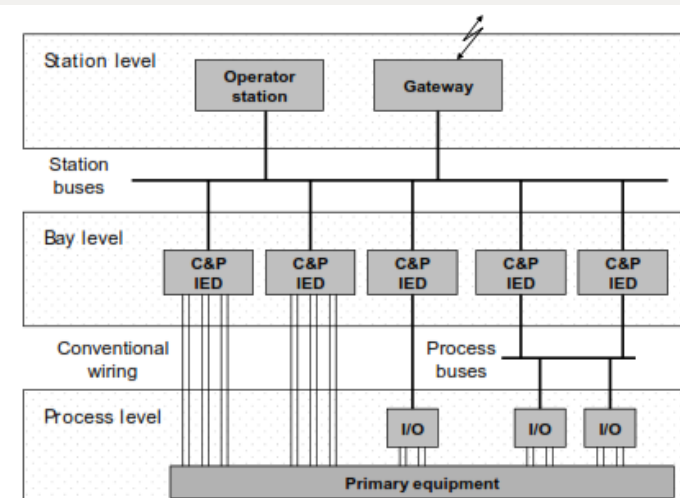 Station level
Operator
station
Gateway
Station
buses
Bay level
C&P
IED
C&P
IED
C&P
IED
C&P
IED
C&P
IED
Conventional
wiring
Process
buses
Process level
I/O
I/O
I/O
Primary equipment